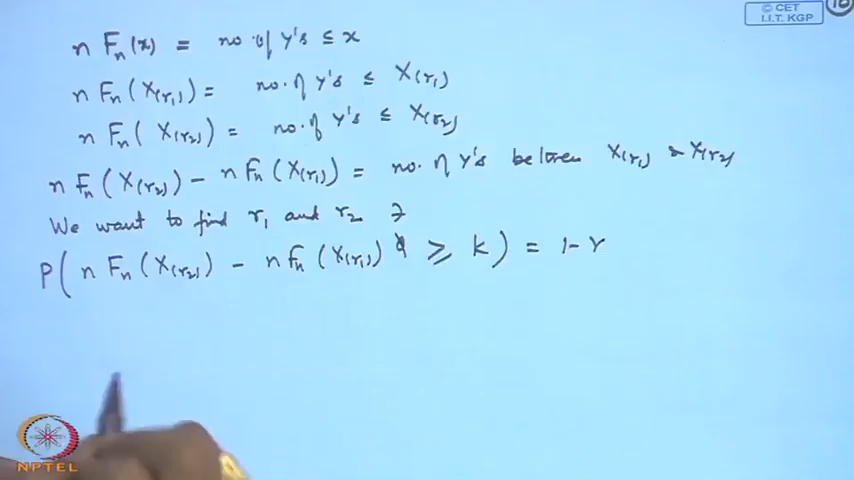 © CET
I.I.T. KGP
n Fn(x) = no. of Y's ≤ x
n Fn(X(r1)) = no. of Y's ≤ X(r1)
n Fn(X(r2)) = no. of Y's ≤ X(r2)
n Fn(X(r2)) - n Fn(X(r1)) = no. of Y's between X(r1) & X(r2)
We want to find r1 and r2 ∋
P( n Fn(X(r2)) - n Fn(X(r1)) ≥ k) = 1-γ
NPTEL